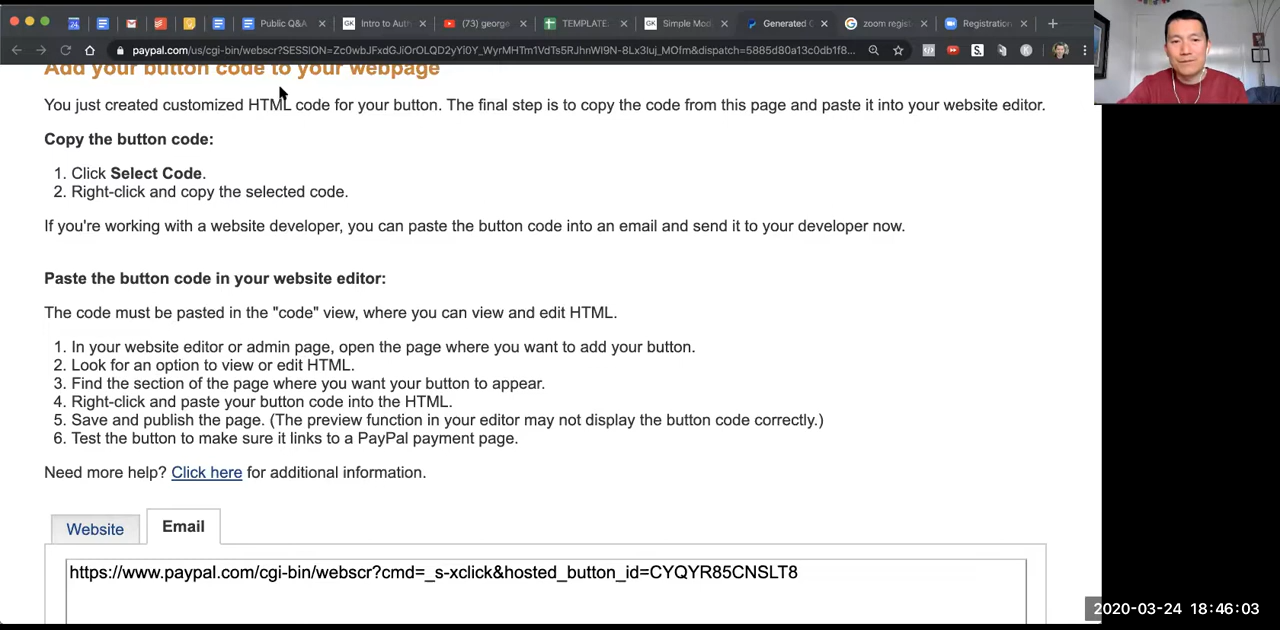 Public Q&A
Intro to Aut
(73) george
TEMPLATE
Simple Mod
Generated
zoom regist
Registration
paypal.com/us/cgi-bin/webscr?SESSION=
Add your button code to your webpage
You just created customized HTML code for your button. The final step is to copy the code from this page and paste it into your website editor.
Copy the button code:
1. Click Select Code.
2. Right-click and copy the selected code.
If you're working with a website developer, you can paste the button code into an email and send it to your developer now.
Paste the button code in your website editor:
The code must be pasted in the "code" view, where you can view and edit HTML.
1. In your website editor or admin page, open the page where you want to add your button.
2. Look for an option to view or edit HTML.
3. Find the section of the page where you want your button to appear.
4. Right-click and paste your button code into the HTML.
5. Save and publish the page. (The preview function in your editor may not display the button code correctly.)
6. Test the button to make sure it links to a PayPal payment page.
Need more help? Click here for additional information.
Website
Email
https://www.paypal.com/cgi-bin/webscr?cmd=_s-xclick&hosted_button_id=CYQYR85CNSLT8
2020-03-24 18:46:03